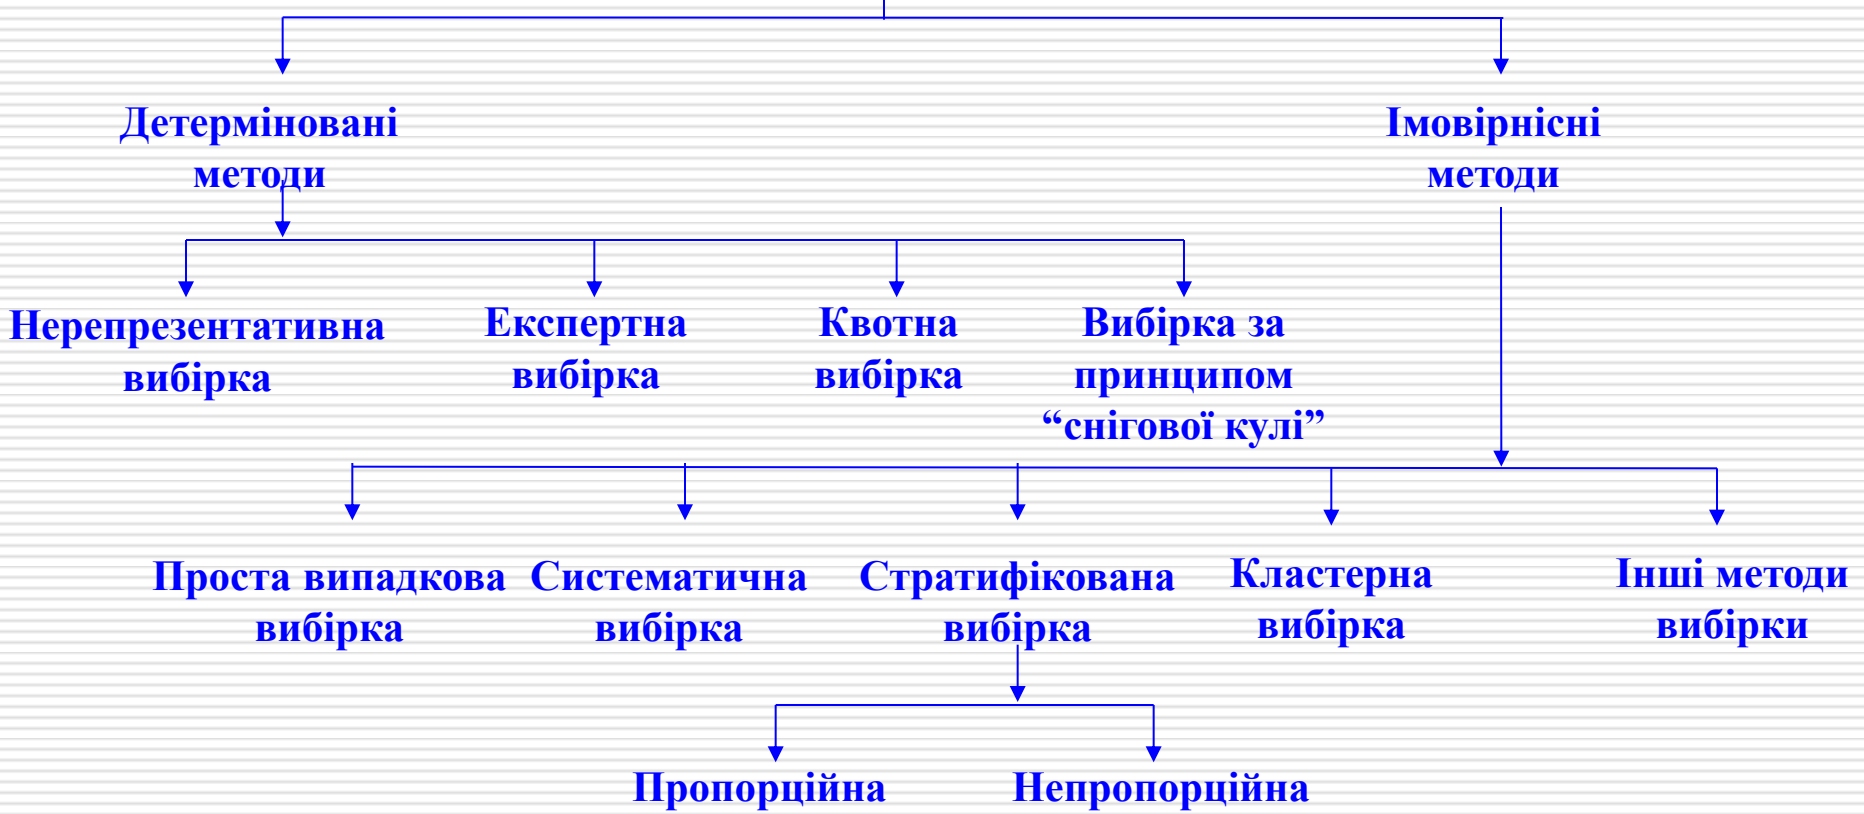 Детерміновані
методи
Імовірнісні
методи
Нерепрезентативна
вибірка
Експертна
вибірка
Квотна
вибірка
Вибірка за
принципом
“снігової кулі”
Проста випадкова
вибірка
Систематична
вибірка
Стратифікована
вибірка
Кластерна
вибірка
Інші методи
вибірки
Пропорційна
Непропорційна